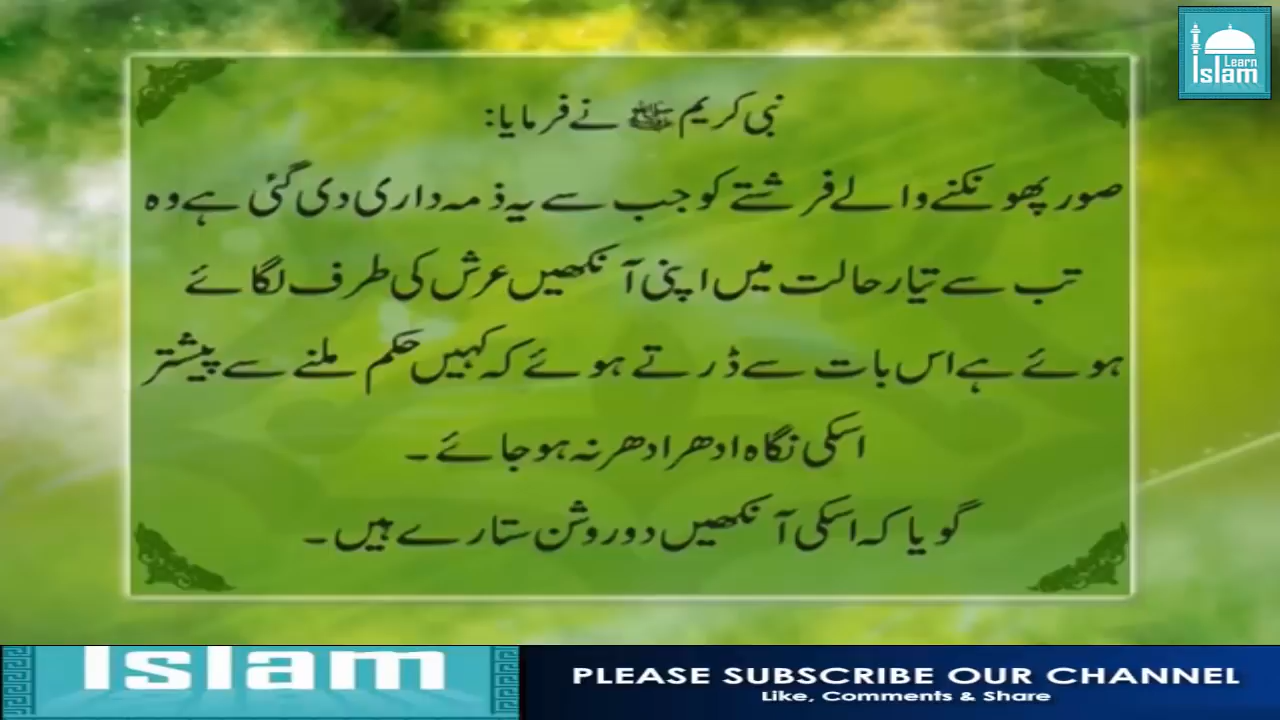 Learn
Islam
نبی کریم ﷺ نے فرمایا:
صور پھونکنے والے فرشتے کو جب سے یہ ذمہ داری دی گئی ہے وہ
تب سے تیار حالت میں اپنی آنکھیں عرش کی طرف لگائے
ہوئے ہے اس بات سے ڈرتے ہوئے کہ کہیں حکم ملنے سے پیشتر
اسکی نگاہ ادھر ادھر نہ ہو جائے ۔
گویا کہ اسکی آنکھیں دو روشن ستارے ہیں ۔
Islam
PLEASE SUBSCRIBE OUR CHANNEL
Like, Comments & Share